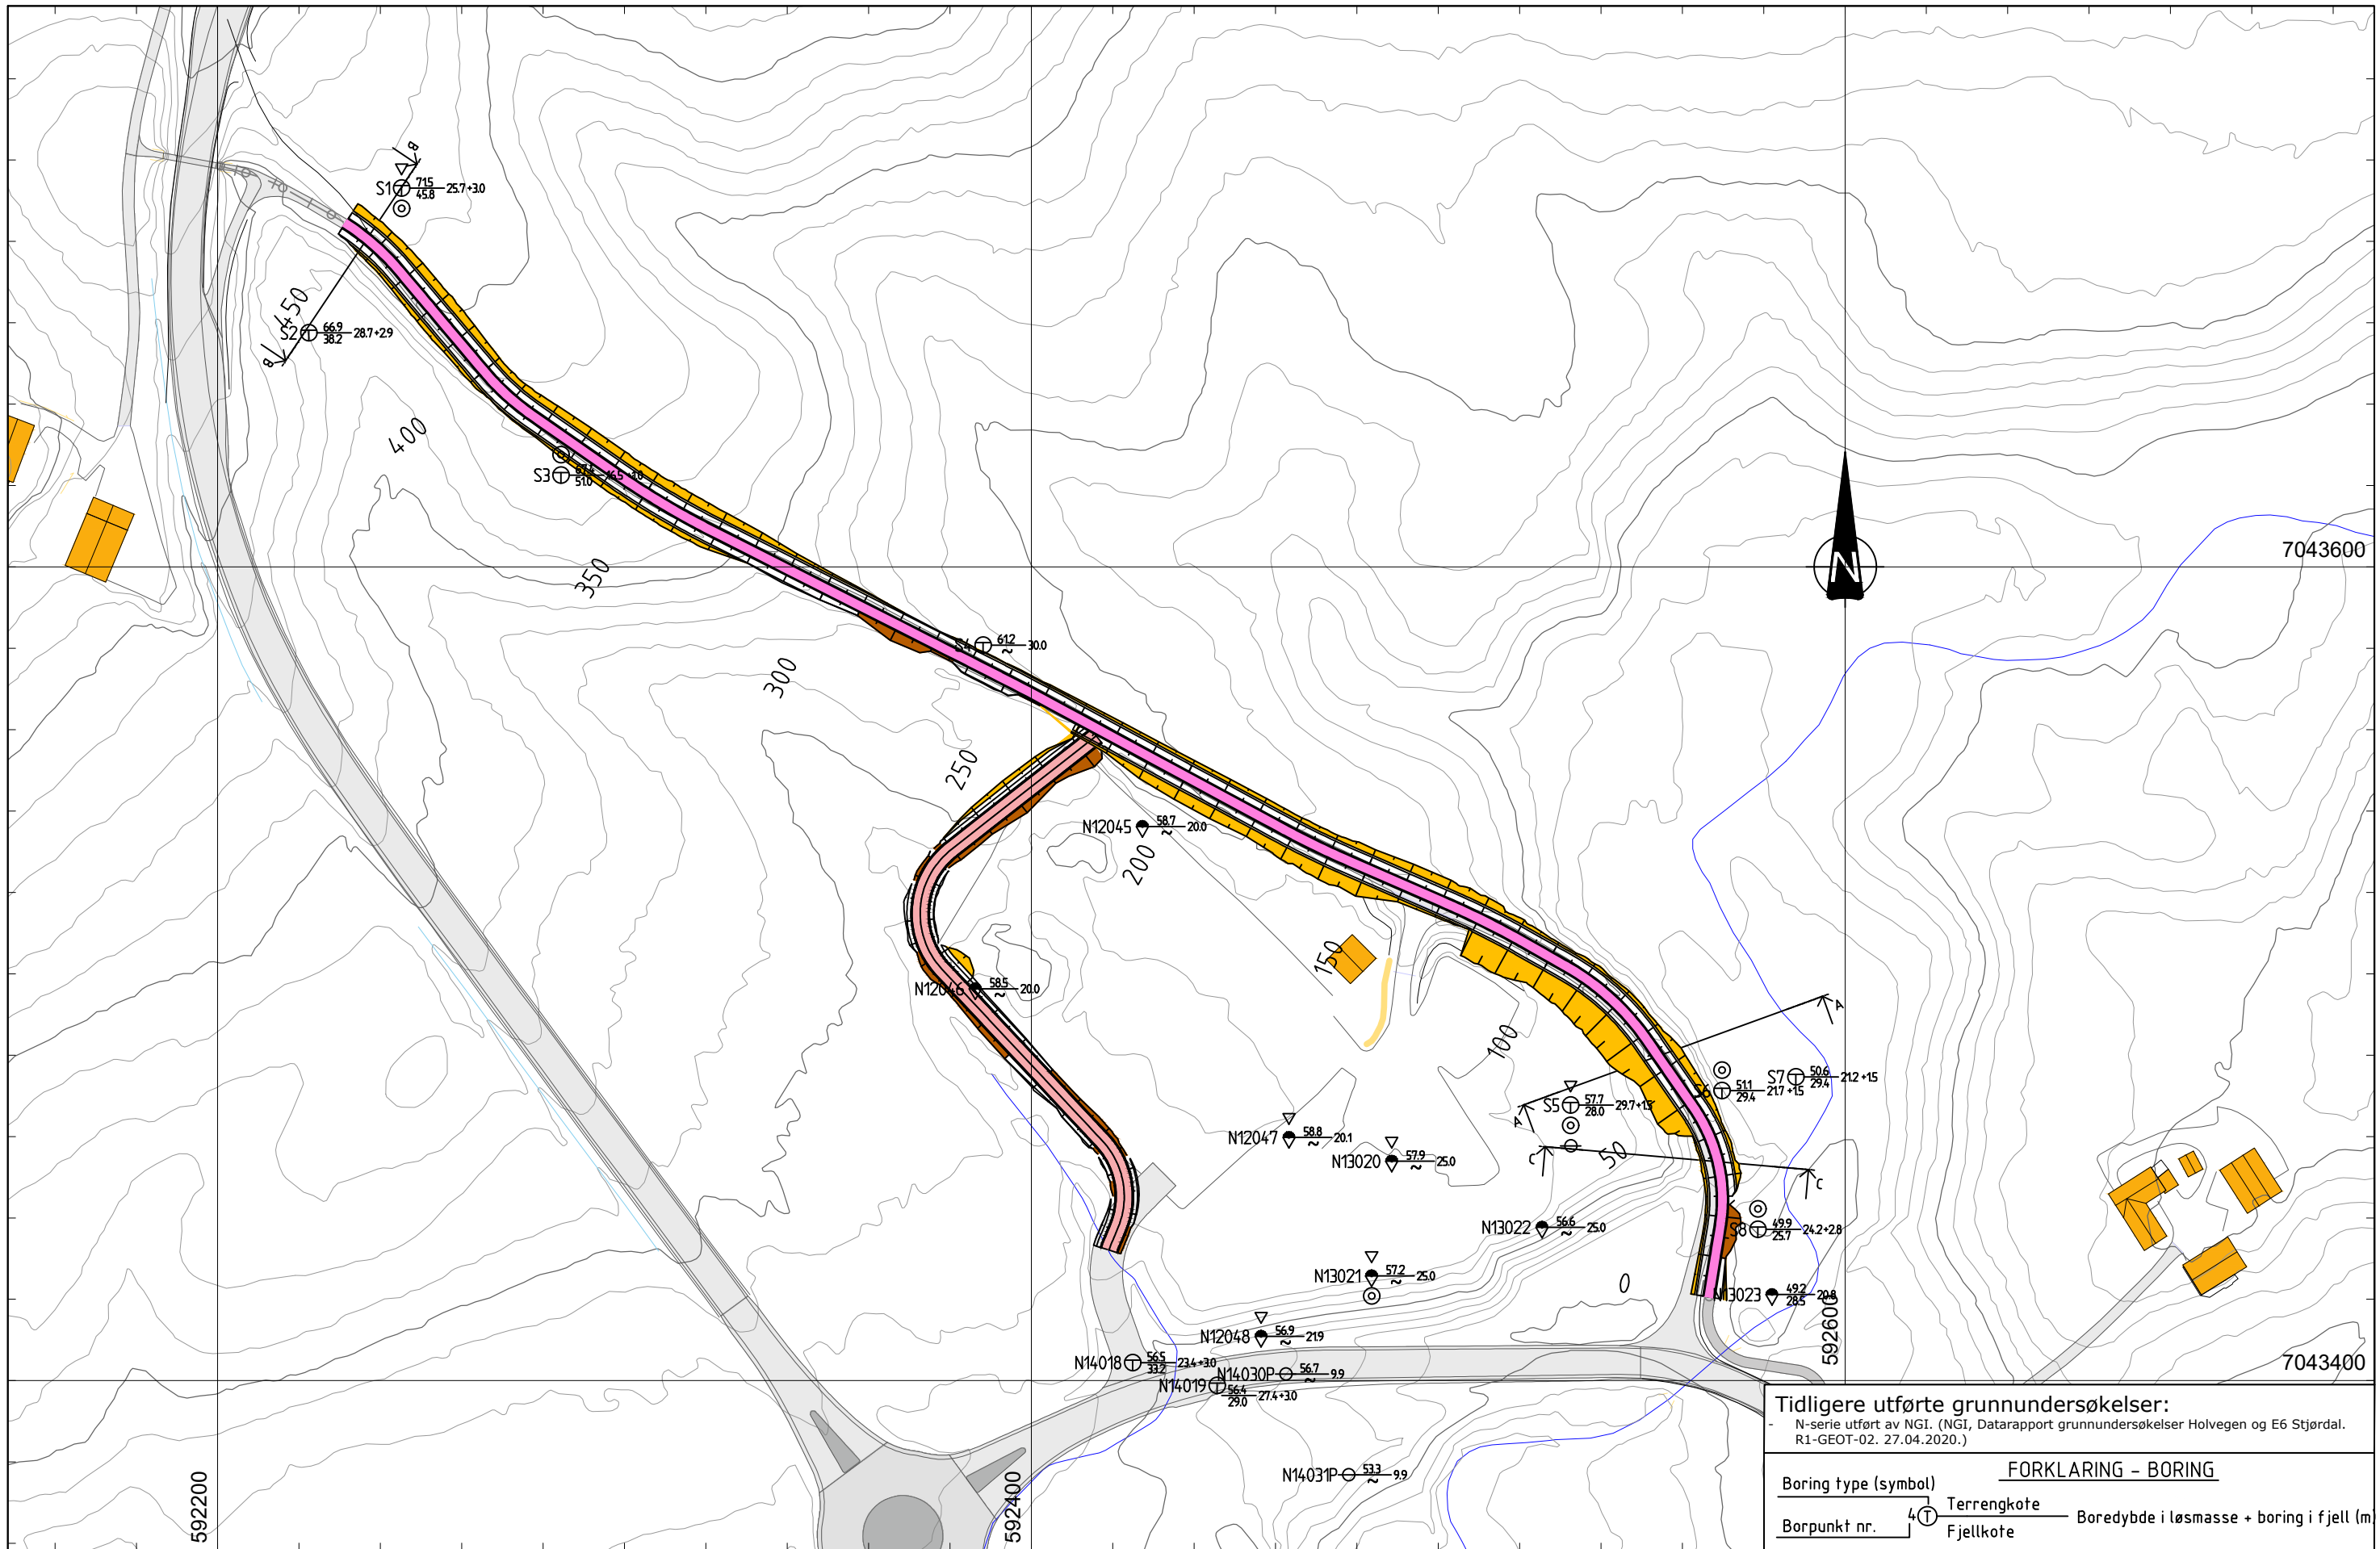 B
S1 71.5 25.7+3.0
45.8
450
S2 66.9 28.7+2.9
38.2
B
400
S3 67.4 16.5+3.0
51.0
7043600
N
350
S4 61.2 30.0
~
300
250
N12045 58.7 20.0
~
200
N12046 58.5 20.0
~
150
A
100
S7 50.6 21.2+1.5
29.4
S6 51.1 21.7+1.5
29.4
S5 57.7 29.7+1.5
28.0
A
N12047 58.8 20.1
~
N13020 57.9 25.0
~
C
50
C
N13022 56.6 25.0
~
S8 49.9 24.2+2.8
25.7
N13021 57.2 25.0
~
0
N13023 49.2 20.8
28.5
N12048 56.9 21.9
~
592600
N14018 56.5 23.4+3.0
33.2
7043400
N14030P 56.7 9.9
~
N14019 56.4 27.4+3.0
29.0
N14031P 53.3 9.9
~
592200
592400
Tidligere utførte grunnundersøkelser:
- N-serie utført av NGI. (NGI, Datarapport grunnundersøkelser Holvegen og E6 Stjørdal.
R1-GEOT-02. 27.04.2020.)
FORKLARING - BORING
Boring type (symbol)
Terrengkote
4 T Boredybde i løsmasse + boring i fjell (m
Borpunkt nr.
Fjellkote